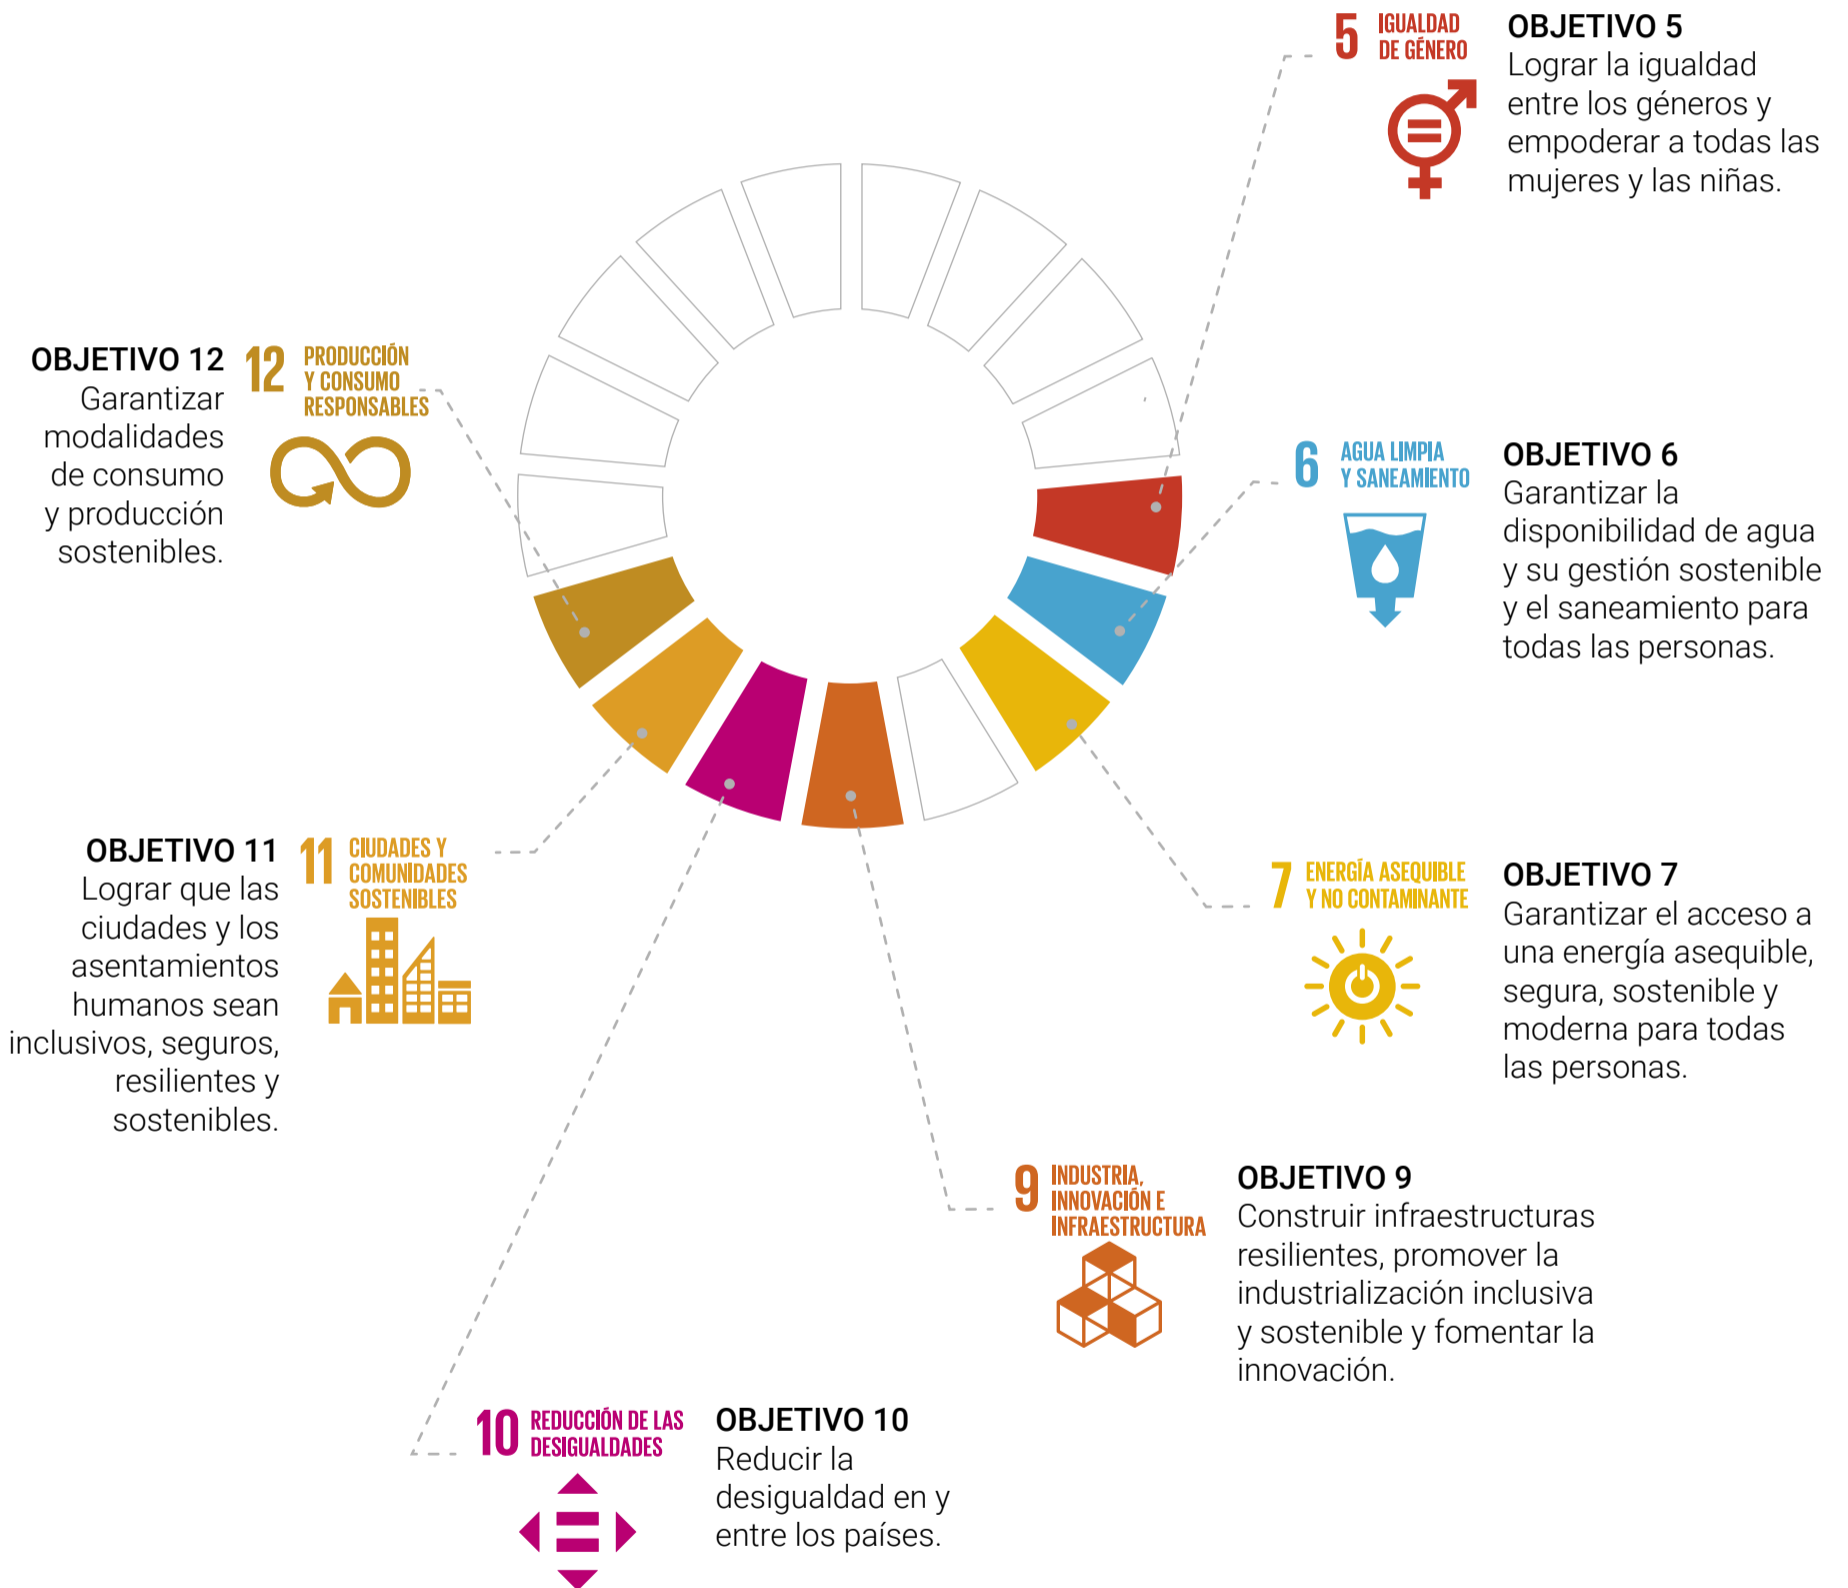 5 IGUALDAD
DE GÉNERO
OBJETIVO 5
Lograr la igualdad
entre los géneros y
empoderar a todas las
mujeres y las niñas.
OBJETIVO 12
Garantizar
modalidades
de consumo
y producción
sostenibles.
12 PRODUCCIÓN
Y CONSUMO
RESPONSABLES
6 AGUA LIMPIA
Y SANEAMIENTO
OBJETIVO 6
Garantizar la
disponibilidad de agua
y su gestión sostenible
y el saneamiento para
todas las personas.
OBJETIVO 11
Lograr que las
ciudades y los
asentamientos
humanos sean
inclusivos, seguros,
resilientes y
sostenibles.
11 CIUDADES Y
COMUNIDADES
SOSTENIBLES
7 ENERGÍA ASEQUIBLE
Y NO CONTAMINANTE
OBJETIVO 7
Garantizar el acceso a
una energía asequible,
segura, sostenible y
moderna para todas
las personas.
9 INDUSTRIA,
INNOVACIÓN E
INFRAESTRUCTURA
OBJETIVO 9
Construir infraestructuras
resilientes, promover la
industrialización inclusiva
y sostenible y fomentar la
innovación.
10 REDUCCIÓN DE LAS
DESIGUALDADES
OBJETIVO 10
Reducir la
desigualdad en y
entre los países.